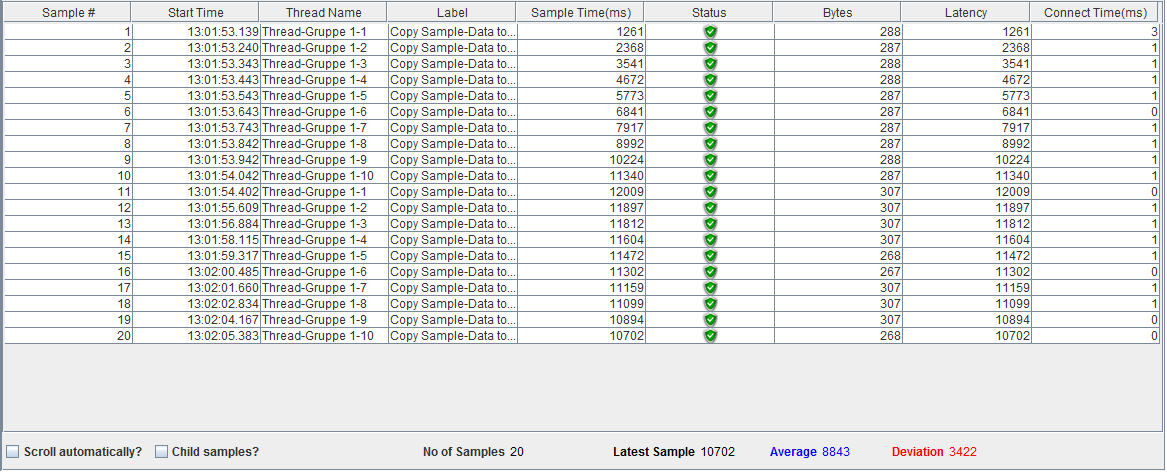 Sample # Start Time Thread Name Label Sample Time(ms) Status Bytes Latency Connect Time(ms)
1 13:01:53.139 Thread-Gruppe 1-1 Copy Sample-Data to... 1261 288 1261 3
2 13:01:53.240 Thread-Gruppe 1-2 Copy Sample-Data to... 2368 287 2368 1
3 13:01:53.343 Thread-Gruppe 1-3 Copy Sample-Data to... 3541 288 3541 1
4 13:01:53.443 Thread-Gruppe 1-4 Copy Sample-Data to... 4672 288 4672 1
5 13:01:53.543 Thread-Gruppe 1-5 Copy Sample-Data to... 5773 287 5773 1
6 13:01:53.643 Thread-Gruppe 1-6 Copy Sample-Data to... 6841 287 6841 0
7 13:01:53.743 Thread-Gruppe 1-7 Copy Sample-Data to... 7917 287 7917 1
8 13:01:53.842 Thread-Gruppe 1-8 Copy Sample-Data to... 8992 287 8992 1
9 13:01:53.942 Thread-Gruppe 1-9 Copy Sample-Data to... 10224 288 10224 1
10 13:01:54.042 Thread-Gruppe 1-10 Copy Sample-Data to... 11340 287 11340 1
11 13:01:54.402 Thread-Gruppe 1-1 Copy Sample-Data to... 12009 307 12009 0
12 13:01:55.609 Thread-Gruppe 1-2 Copy Sample-Data to... 11897 307 11897 1
13 13:01:56.884 Thread-Gruppe 1-3 Copy Sample-Data to... 11812 307 11812 1
14 13:01:58.115 Thread-Gruppe 1-4 Copy Sample-Data to... 11604 307 11604 1
15 13:01:59.317 Thread-Gruppe 1-5 Copy Sample-Data to... 11472 268 11472 1
16 13:02:00.485 Thread-Gruppe 1-6 Copy Sample-Data to... 11302 267 11302 0
17 13:02:01.660 Thread-Gruppe 1-7 Copy Sample-Data to... 11159 307 11159 1
18 13:02:02.834 Thread-Gruppe 1-8 Copy Sample-Data to... 11099 307 11099 1
19 13:02:04.167 Thread-Gruppe 1-9 Copy Sample-Data to... 10894 307 10894 0
20 13:02:05.383 Thread-Gruppe 1-10 Copy Sample-Data to... 10702 268 10702 0
Scroll automatically? Child samples? No of Samples 20 Latest Sample 10702 Average 8843 Deviation 3422